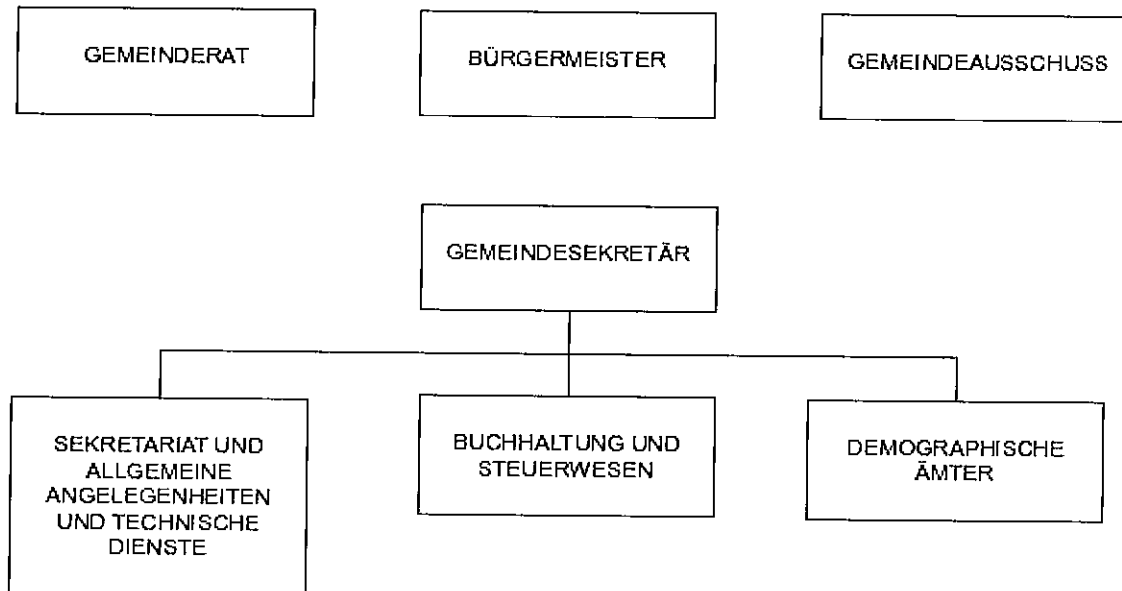 GEMEINDERAT
BÜRGERMEISTER
GEMEINDEAUSSCHUSS
GEMEINDESEKRETÄR
SEKRETARIAT UND
ALLGEMEINE
ANGELEGENHEITEN
UND TECHNISCHE
DIENSTE
BUCHHALTUNG UND
STEUERWESEN
DEMOGRAPHISCHE
ÄMTER